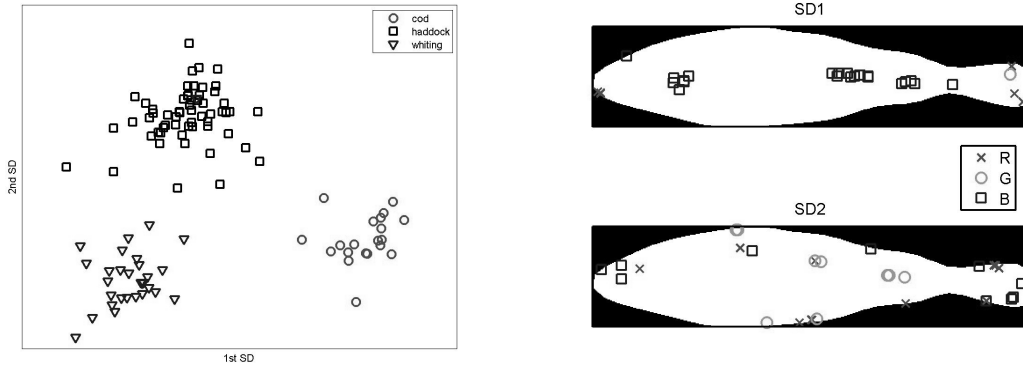 cod
haddock
whiting
2nd SD
1st SD
SD1
R
G
B
SD2